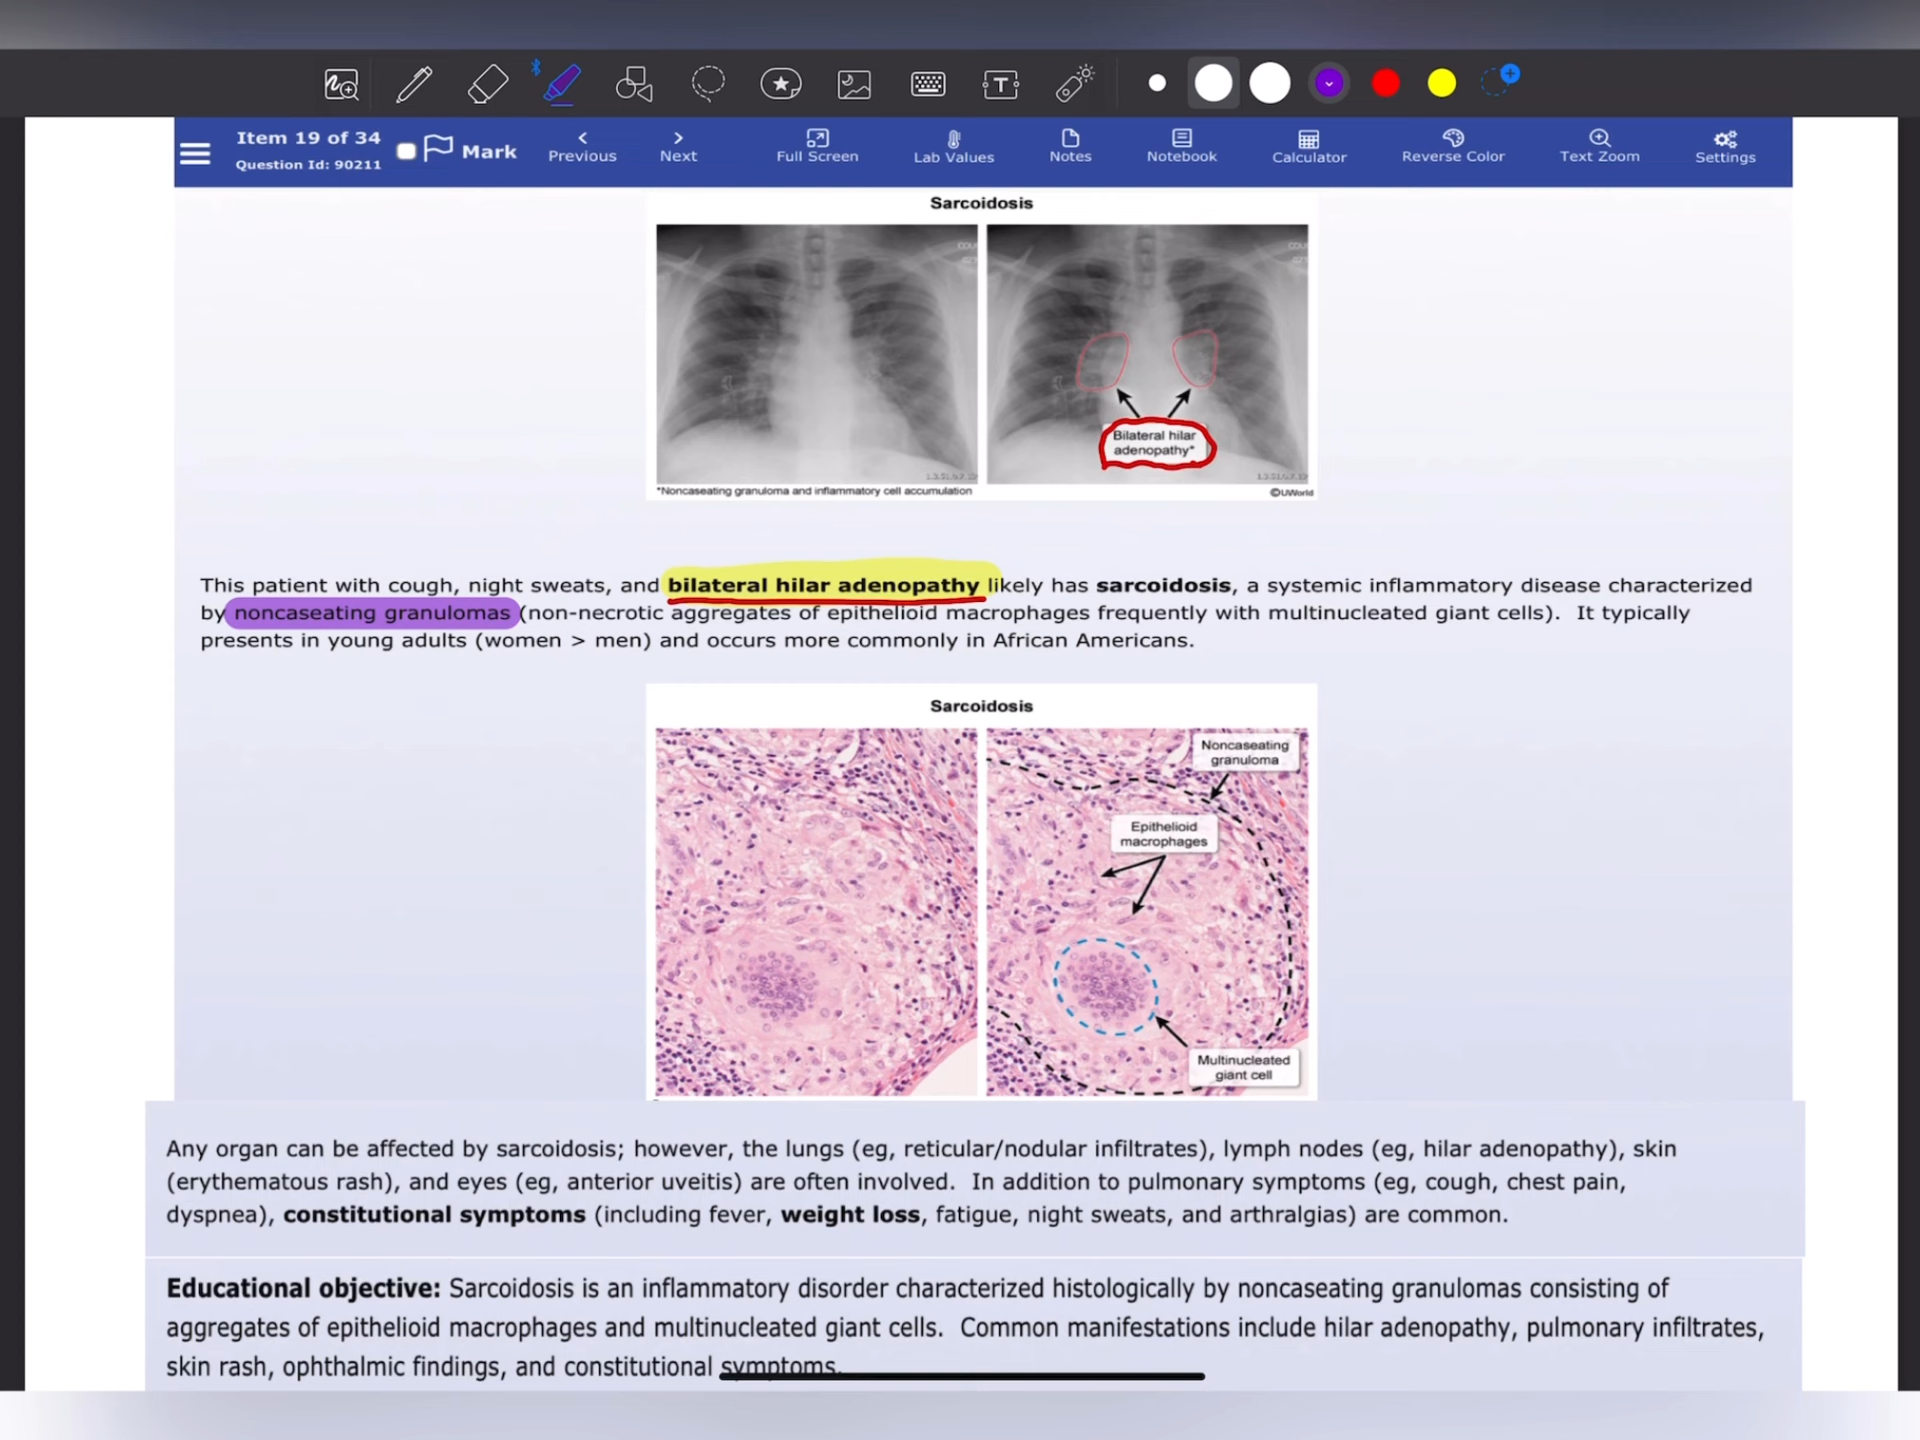 Item 19 of 34
Question Id: 90211
Mark
Previous
Next
Full Screen
Lab Values
Notes
Notebook
Calculator
Reverse Color
Text Zoom
Settings
Sarcoidosis
Bilateral hilar
adenopathy*
*Noncaseating granuloma and inflammatory cell accumulation
©UWorld
This patient with cough, night sweats, and bilateral hilar adenopathy likely has sarcoidosis, a systemic inflammatory disease characterized
by noncaseating granulomas (non-necrotic aggregates of epithelioid macrophages frequently with multinucleated giant cells). It typically
presents in young adults (women > men) and occurs more commonly in African Americans.
Sarcoidosis
Noncaseating
granuloma
Epithelioid
macrophages
Multinucleated
giant cell
Any organ can be affected by sarcoidosis; however, the lungs (eg, reticular/nodular infiltrates), lymph nodes (eg, hilar adenopathy), skin
(erythematous rash), and eyes (eg, anterior uveitis) are often involved. In addition to pulmonary symptoms (eg, cough, chest pain,
dyspnea), constitutional symptoms (including fever, weight loss, fatigue, night sweats, and arthralgias) are common.
Educational objective: Sarcoidosis is an inflammatory disorder characterized histologically by noncaseating granulomas consisting of
aggregates of epithelioid macrophages and multinucleated giant cells. Common manifestations include hilar adenopathy, pulmonary infiltrates,
skin rash, ophthalmic findings, and constitutional symptoms.